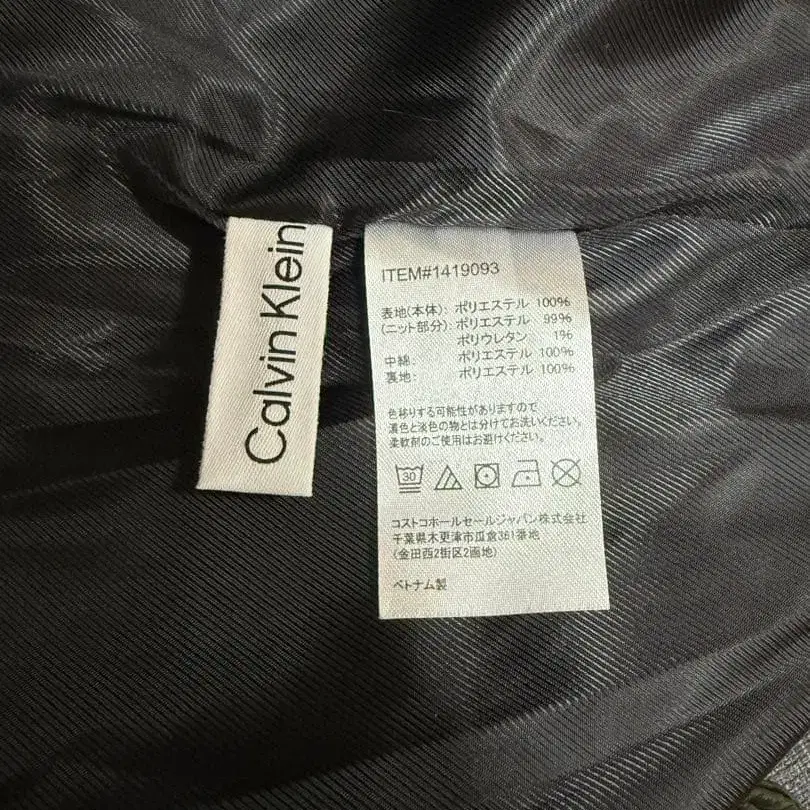 Calvin Klein
ITEM#1419093
表地(本体): ポリエステル 100%
(ニット部分): ポリエステル 99%
ポリウレタン 1%
中綿: ポリエステル 100%
裏地: ポリエステル 100%
色移りする可能性がありますので
濃色と淡色の物とは分けてお洗いください。
柔軟剤のご使用はお避けください。
30
コストコホールセールジャパン株式会社
千葉県木更津市瓜倉361番地
(金田西2街区2画地)
ベトナム製